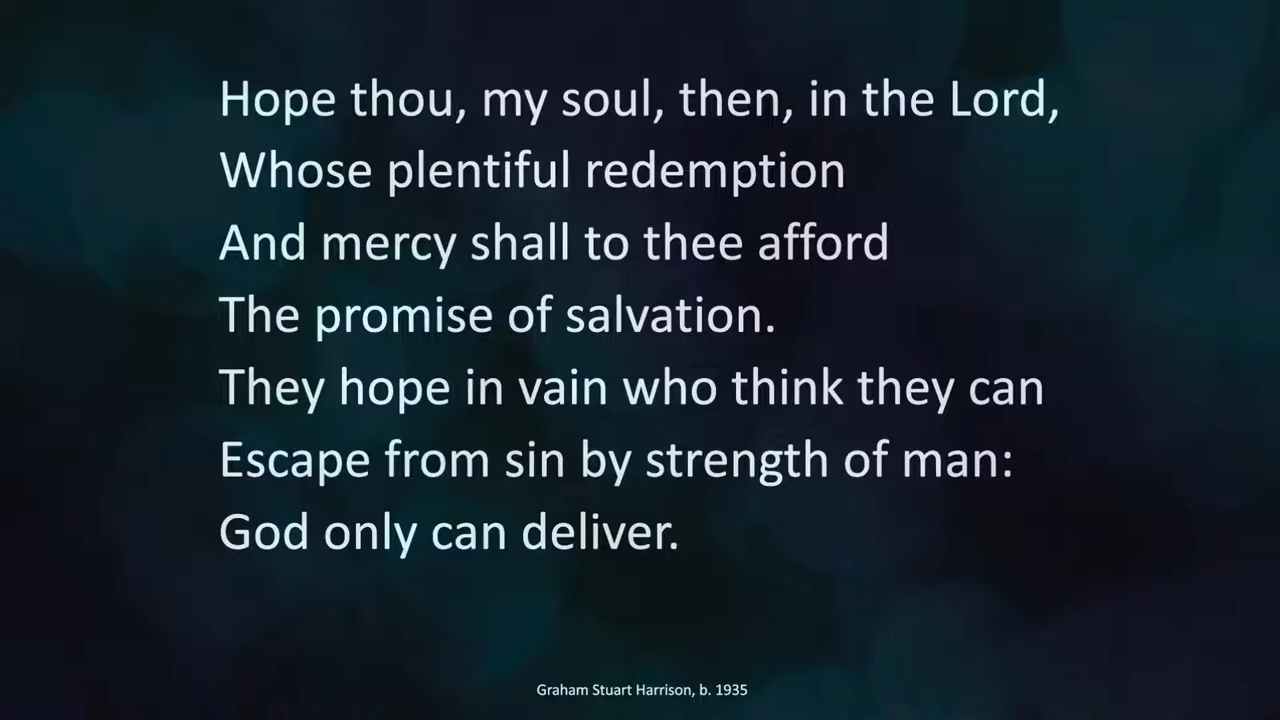 Hope thou, my soul, then, in the Lord,
Whose plentiful redemption
And mercy shall to thee afford
The promise of salvation.
They hope in vain who think they can
Escape from sin by strength of man:
God only can deliver.
Graham Stuart Harrison, b. 1935